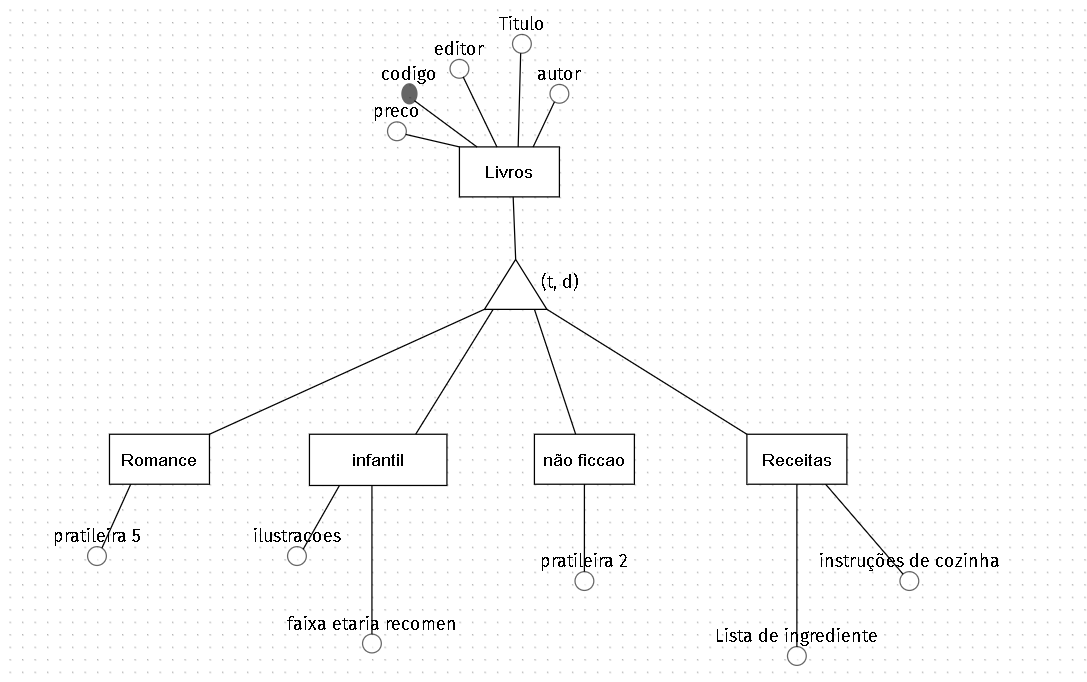 Titulo
editor
codigo
autor
preco
Livros
(t, d)
Romance
infantil
não ficcao
Receitas
pratileira 5
ilustracoes
pratileira 2
instruções de cozinha
faixa etaria recomen
Lista de ingrediente